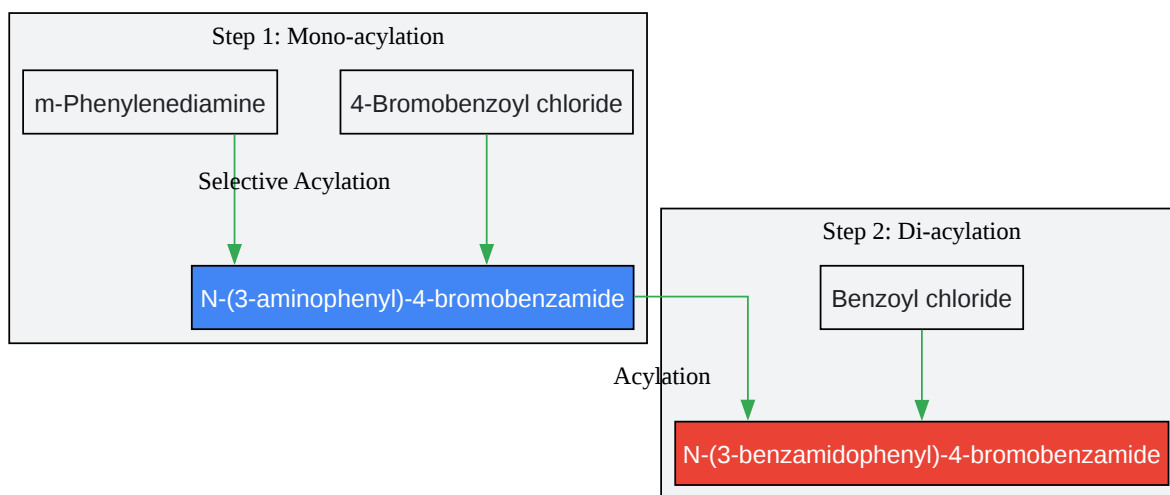 Step 1: Mono-acylation
m-Phenylenediamine
4-Bromobenzoyl chloride
Selective Acylation
N-(3-aminophenyl)-4-bromobenzamide
Step 2: Di-acylation
Benzoyl chloride
Acylation
N-(3-benzamidophenyl)-4-bromobenzamide